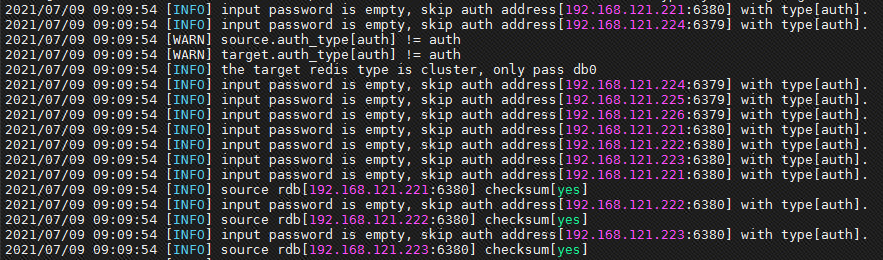 2021/07/09 09:09:54 [INFO] input password is empty, skip auth address[192.168.121.221:6380] with type[auth].
2021/07/09 09:09:54 [INFO] input password is empty, skip auth address[192.168.121.224:6379] with type[auth].
2021/07/09 09:09:54 [WARN] source.auth_type[auth] != auth
2021/07/09 09:09:54 [WARN] target.auth_type[auth] != auth
2021/07/09 09:09:54 [INFO] the target redis type is cluster, only pass db0
2021/07/09 09:09:54 [INFO] input password is empty, skip auth address[192.168.121.224:6379] with type[auth].
2021/07/09 09:09:54 [INFO] input password is empty, skip auth address[192.168.121.225:6379] with type[auth].
2021/07/09 09:09:54 [INFO] input password is empty, skip auth address[192.168.121.226:6379] with type[auth].
2021/07/09 09:09:54 [INFO] input password is empty, skip auth address[192.168.121.221:6380] with type[auth].
2021/07/09 09:09:54 [INFO] input password is empty, skip auth address[192.168.121.222:6380] with type[auth].
2021/07/09 09:09:54 [INFO] input password is empty, skip auth address[192.168.121.223:6380] with type[auth].
2021/07/09 09:09:54 [INFO] input password is empty, skip auth address[192.168.121.221:6380] with type[auth].
2021/07/09 09:09:54 [INFO] source rdb[192.168.121.221:6380] checksum[yes]
2021/07/09 09:09:54 [INFO] input password is empty, skip auth address[192.168.121.222:6380] with type[auth].
2021/07/09 09:09:54 [INFO] source rdb[192.168.121.222:6380] checksum[yes]
2021/07/09 09:09:54 [INFO] input password is empty, skip auth address[192.168.121.223:6380] with type[auth].
2021/07/09 09:09:54 [INFO] source rdb[192.168.121.223:6380] checksum[yes]